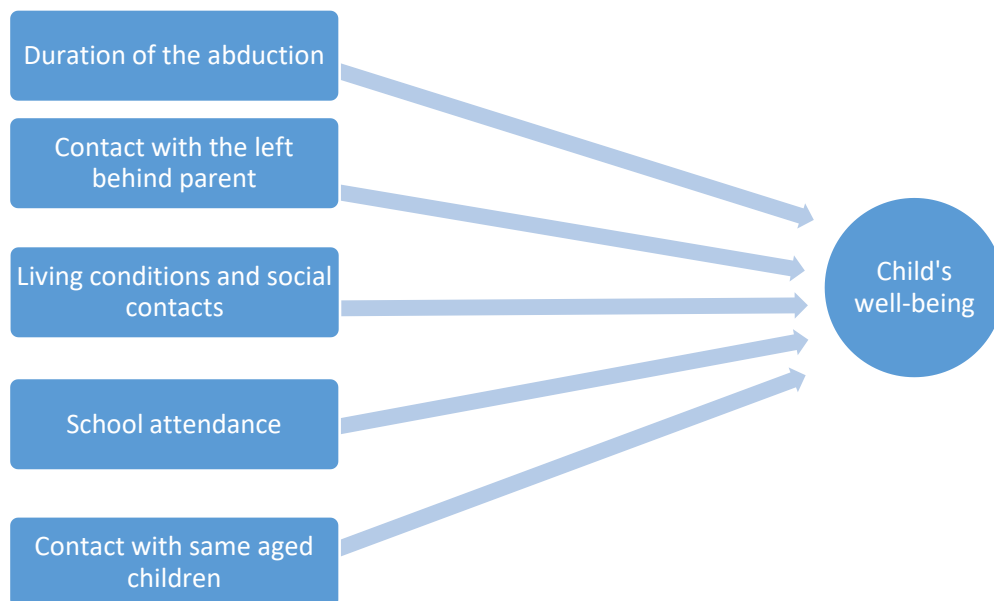 Duration of the abduction
Contact with the left
behind parent
Living conditions and social
contacts
School attendance
Contact with same aged
children
Child's
well-being